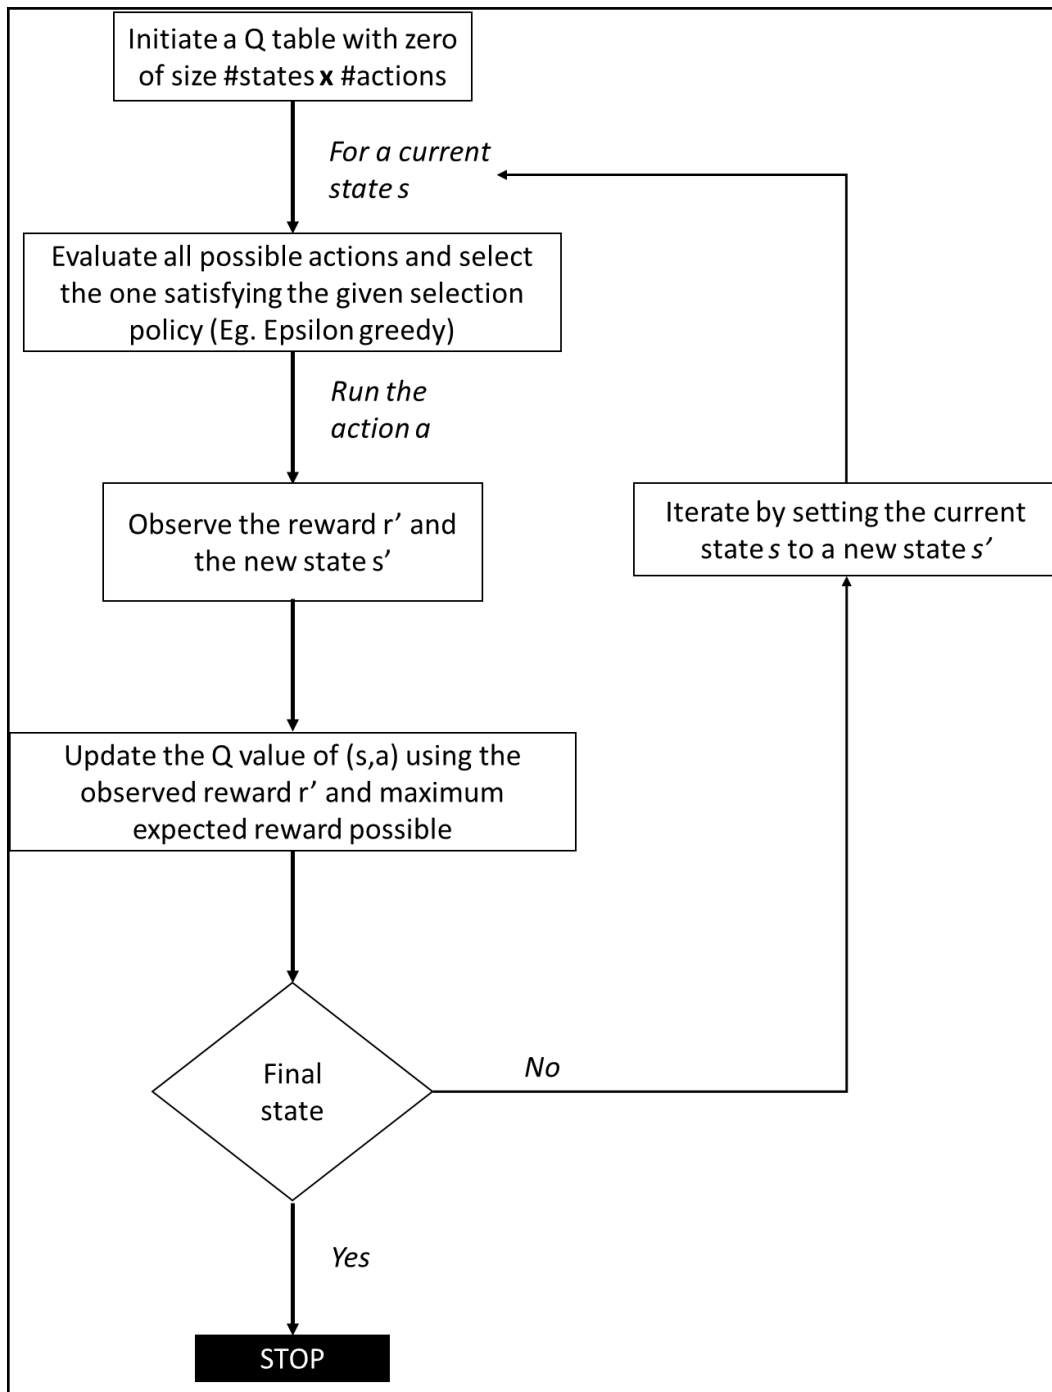 Initiate a Q table with zero
of size #states x #actions
For a current
state s
Evaluate all possible actions and select
the one satisfying the given selection
policy (Eg. Epsilon greedy)
Run the
action a
Observe the reward r’ and
the new state s’
Iterate by setting the current
state s to a new state s’
Update the Q value of (s,a) using the
observed reward r’ and maximum
expected reward possible
Final
state
No
Yes
STOP